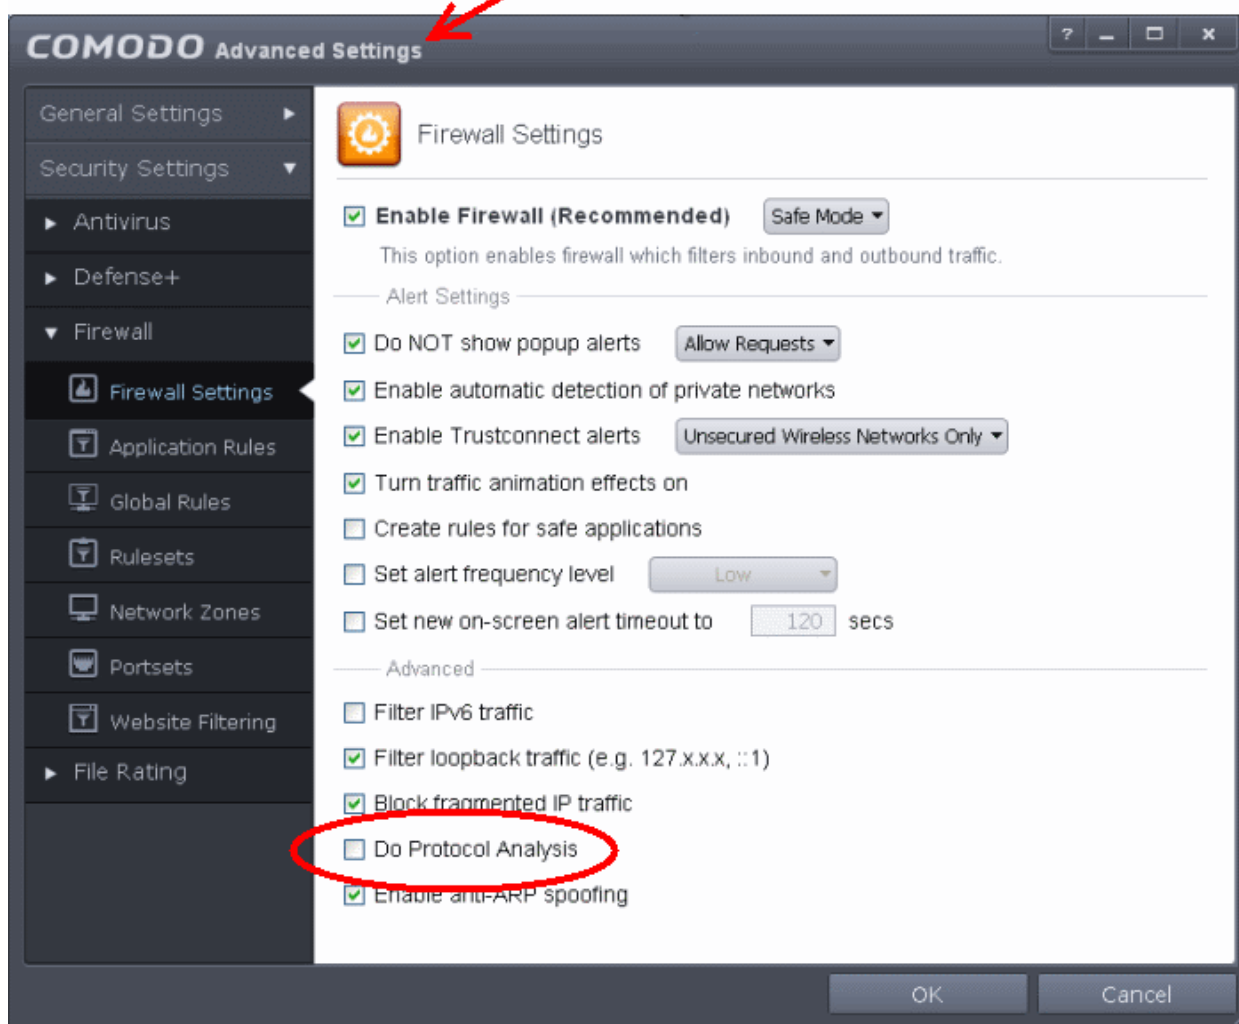 COMODO Advanced Settings
?
General Settings
Security Settings
Antivirus
Defense+
Firewall
Firewall Settings
Application Rules
Global Rules
Rulesets
Network Zones
Portsets
Website Filtering
File Rating
Firewall Settings
Enable Firewall (Recommended) Safe Mode
This option enables firewall which filters inbound and outbound traffic.
Alert Settings
Do NOT show popup alerts Allow Requests
Enable automatic detection of private networks
Enable Trustconnect alerts Unsecured Wireless Networks Only
Turn traffic animation effects on
Create rules for safe applications
Set alert frequency level Low
Set new on-screen alert timeout to 120 secs
Advanced
Filter IPv6 traffic
Filter loopback traffic (e.g. 127.x.x.x, ::1)
Block fragmented IP traffic
Do Protocol Analysis
Enable anti-ARP spoofing
OK Cancel